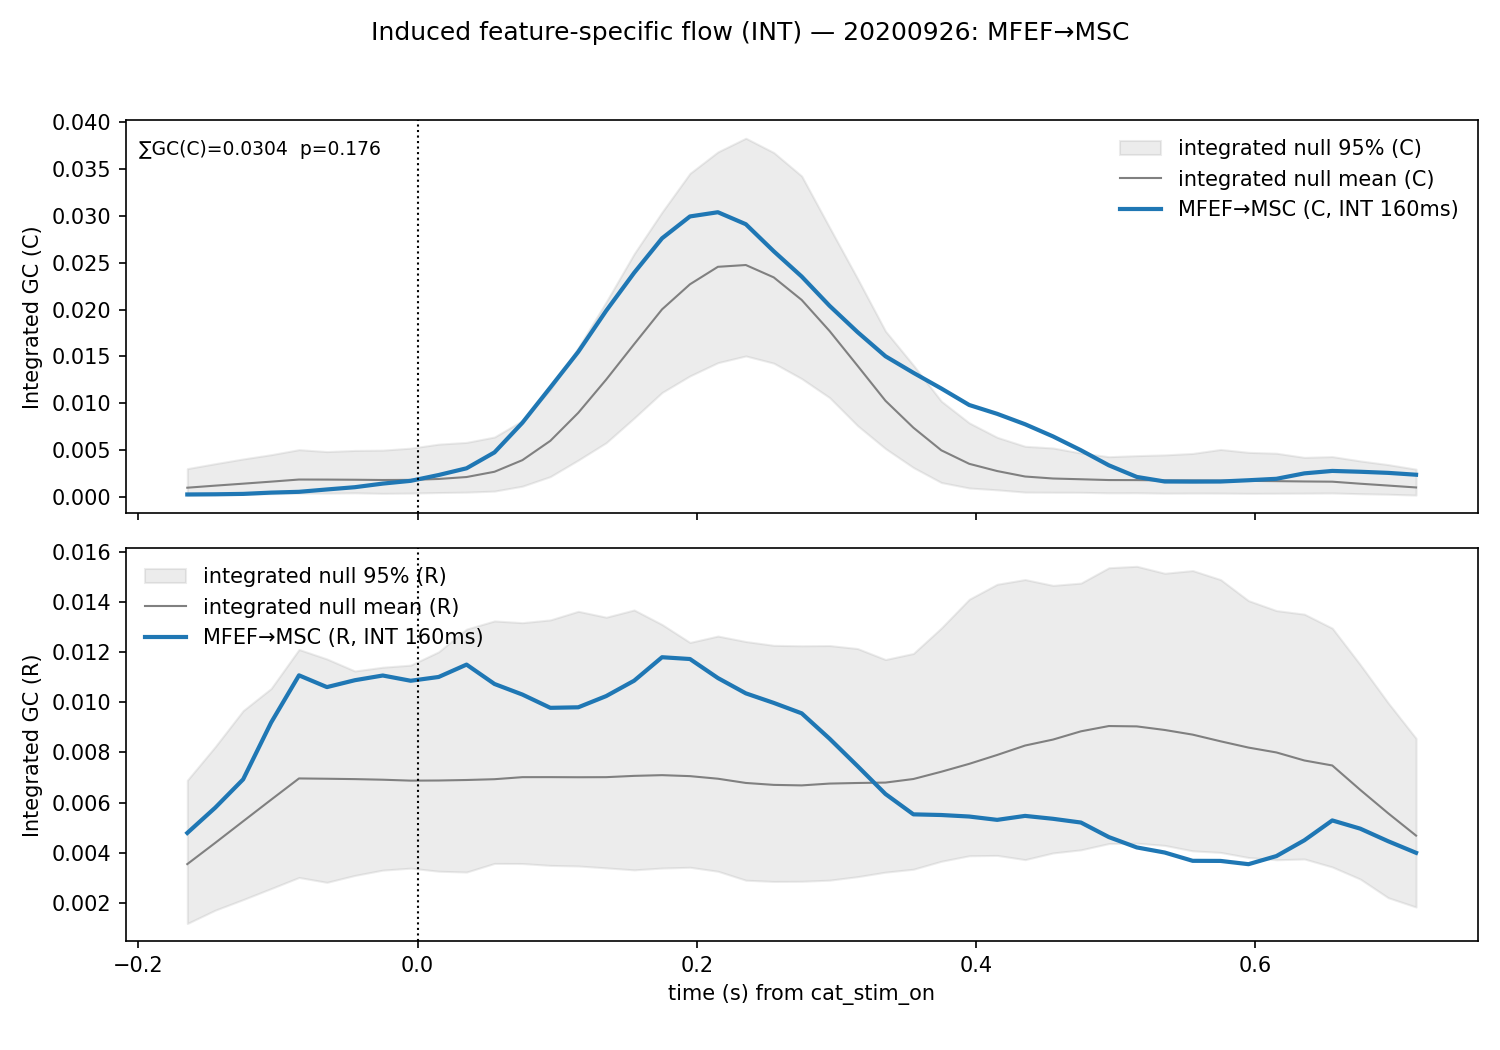 Induced feature-specific flow (INT) — 20200926: MFEF→MSC
0.040
0.035
0.030
0.025
0.020
0.015
0.010
0.005
0.000
Integrated GC (C)
∑GC(C)=0.0304  p=0.176
integrated null 95% (C)
integrated null mean (C)
MFEF→MSC (C, INT 160ms)
0.016
0.014
0.012
0.010
0.008
0.006
0.004
0.002
Integrated GC (R)
integrated null 95% (R)
integrated null mean (R)
MFEF→MSC (R, INT 160ms)
−0.2
0.0
0.2
0.4
0.6
time (s) from cat_stim_on